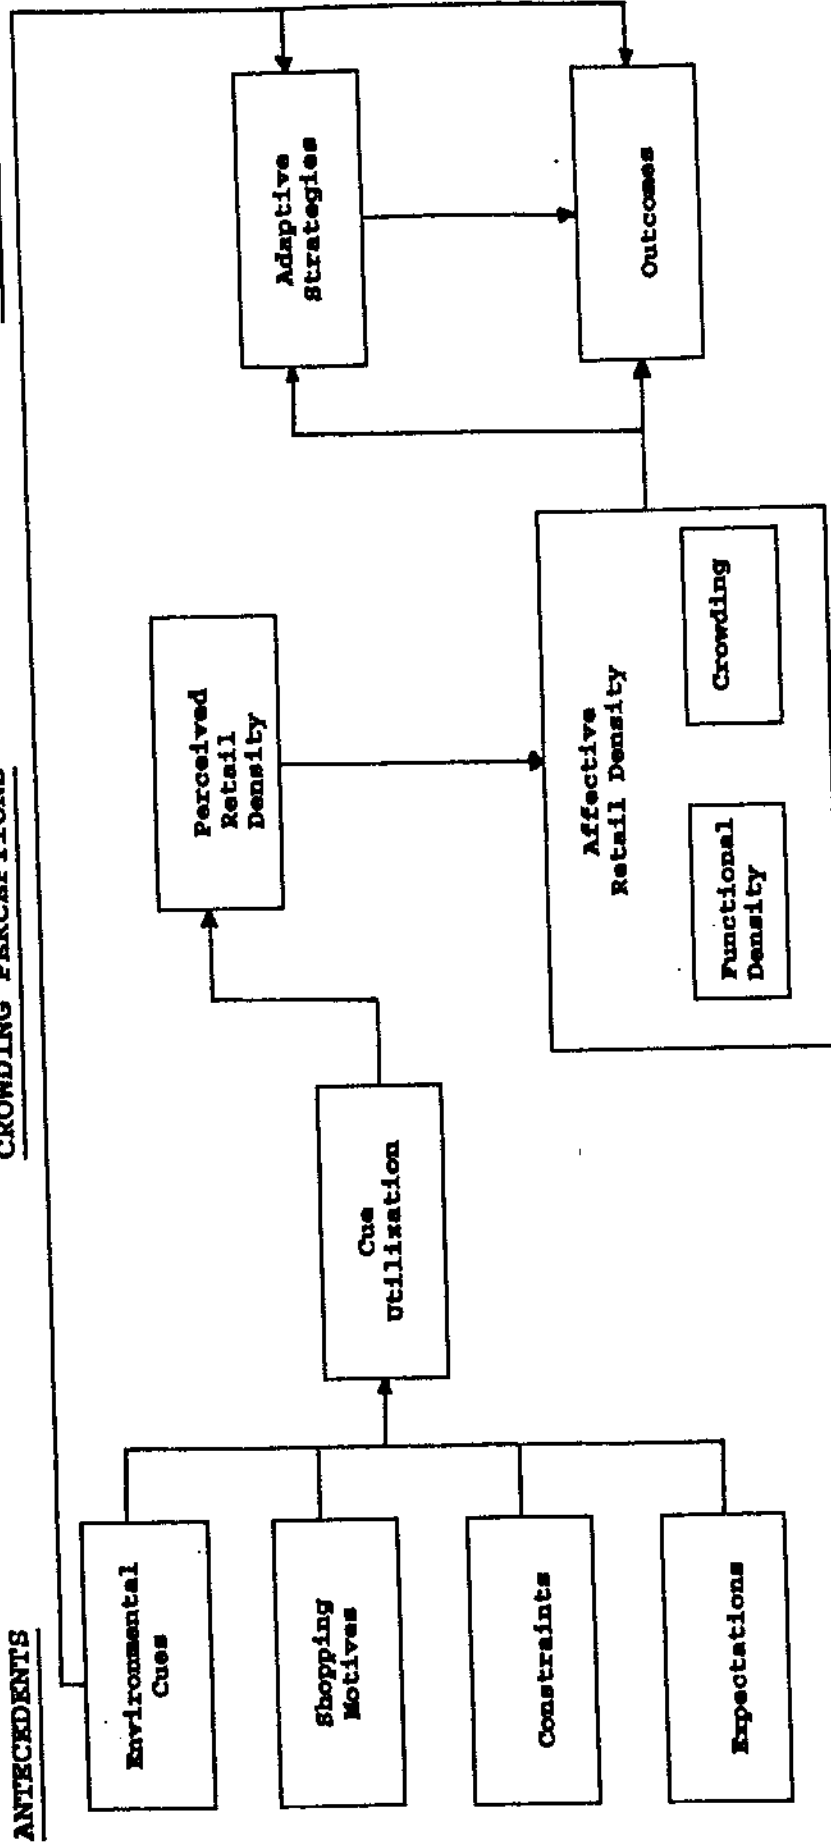 ANTECEDENTS
CROWDING PERCEPTIONS
Environmental
Cues
Shopping
Motives
Constraints
Expectations
Cue
Utilization
Perceived
Retail
Density
Affective
Retail Density
Functional
Density
Crowding
Adaptive
Strategies
Outcomes